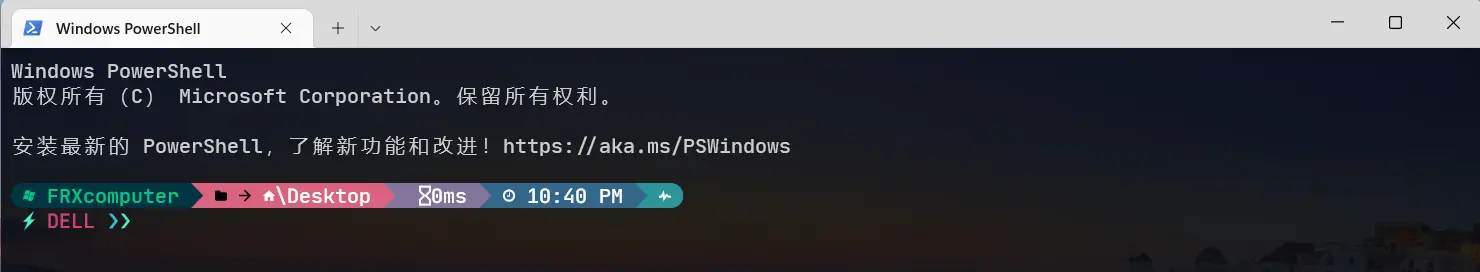 Windows PowerShell
Windows PowerShell
版权所有 (C) Microsoft Corporation。保留所有权利。
安装最新的 PowerShell，了解新功能和改进！https://aka.ms/PSWindows
FRXcomputer → \Desktop 0ms 10:40 PM
DELL ❯❯